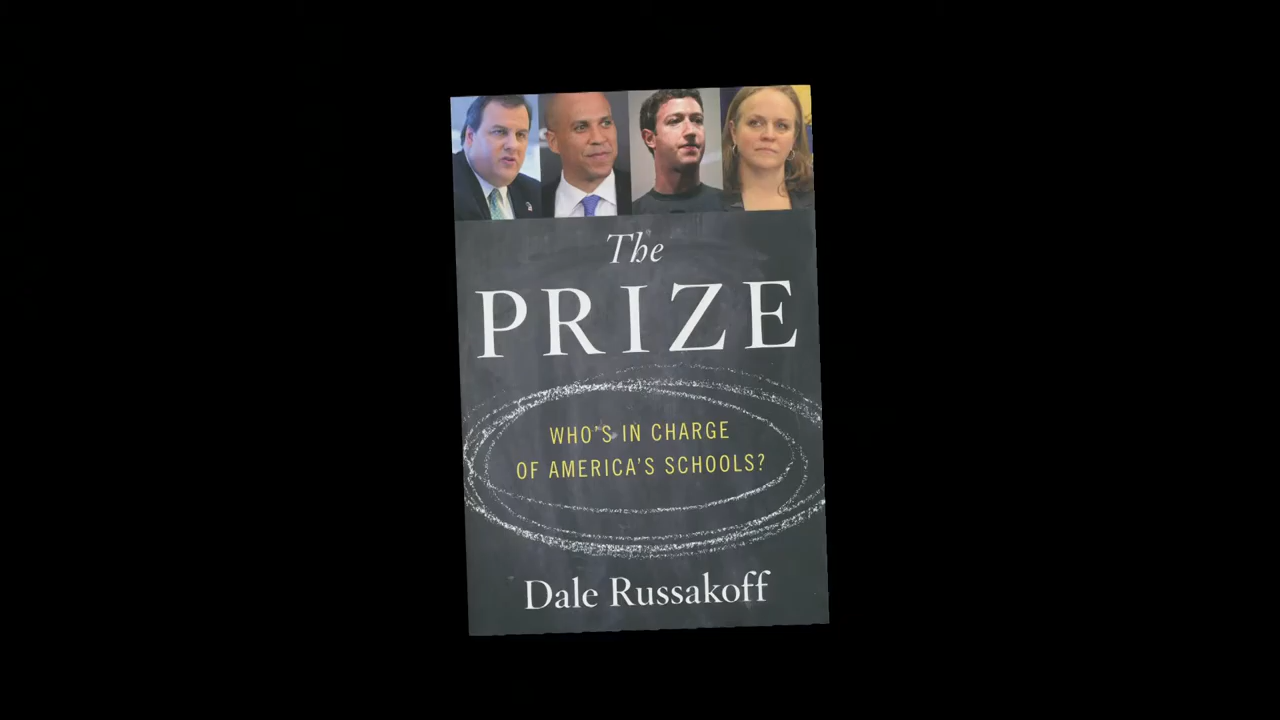 The
PRIZE
WHO'S IN CHARGE
OF AMERICA'S SCHOOLS?
Dale Russakoff